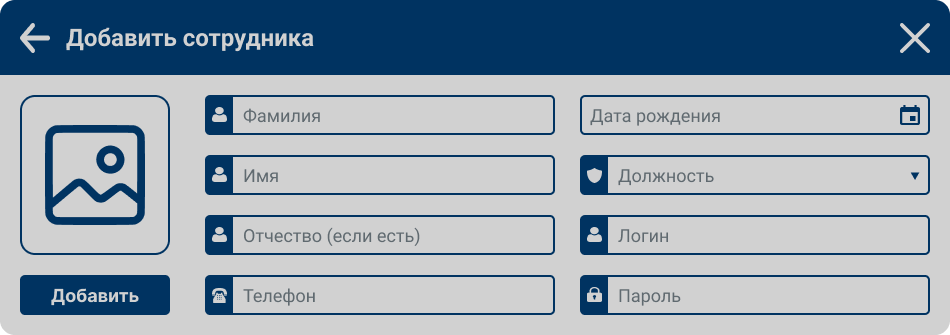 Добавить сотрудника
Фамилия
Дата рождения
Имя
Должность
Отчество (если есть)
Логин
Добавить
Телефон
Пароль